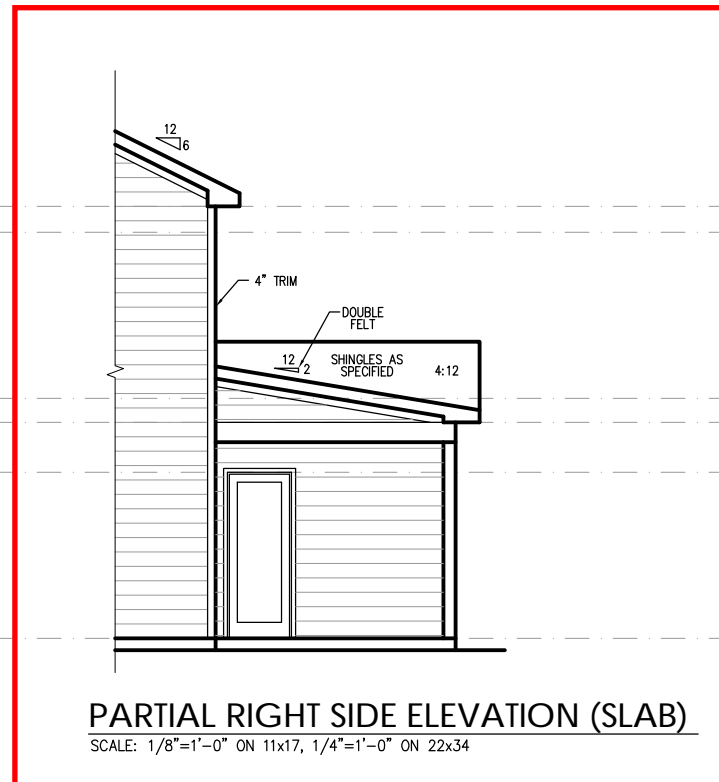 12
6
4" TRIM
DOUBLE
FELT
12
2
SHINGLES AS
SPECIFIED
4:12
PARTIAL RIGHT SIDE ELEVATION (SLAB)
SCALE: 1/8"=1'-0" ON 11x17, 1/4"=1'-0" ON 22x34